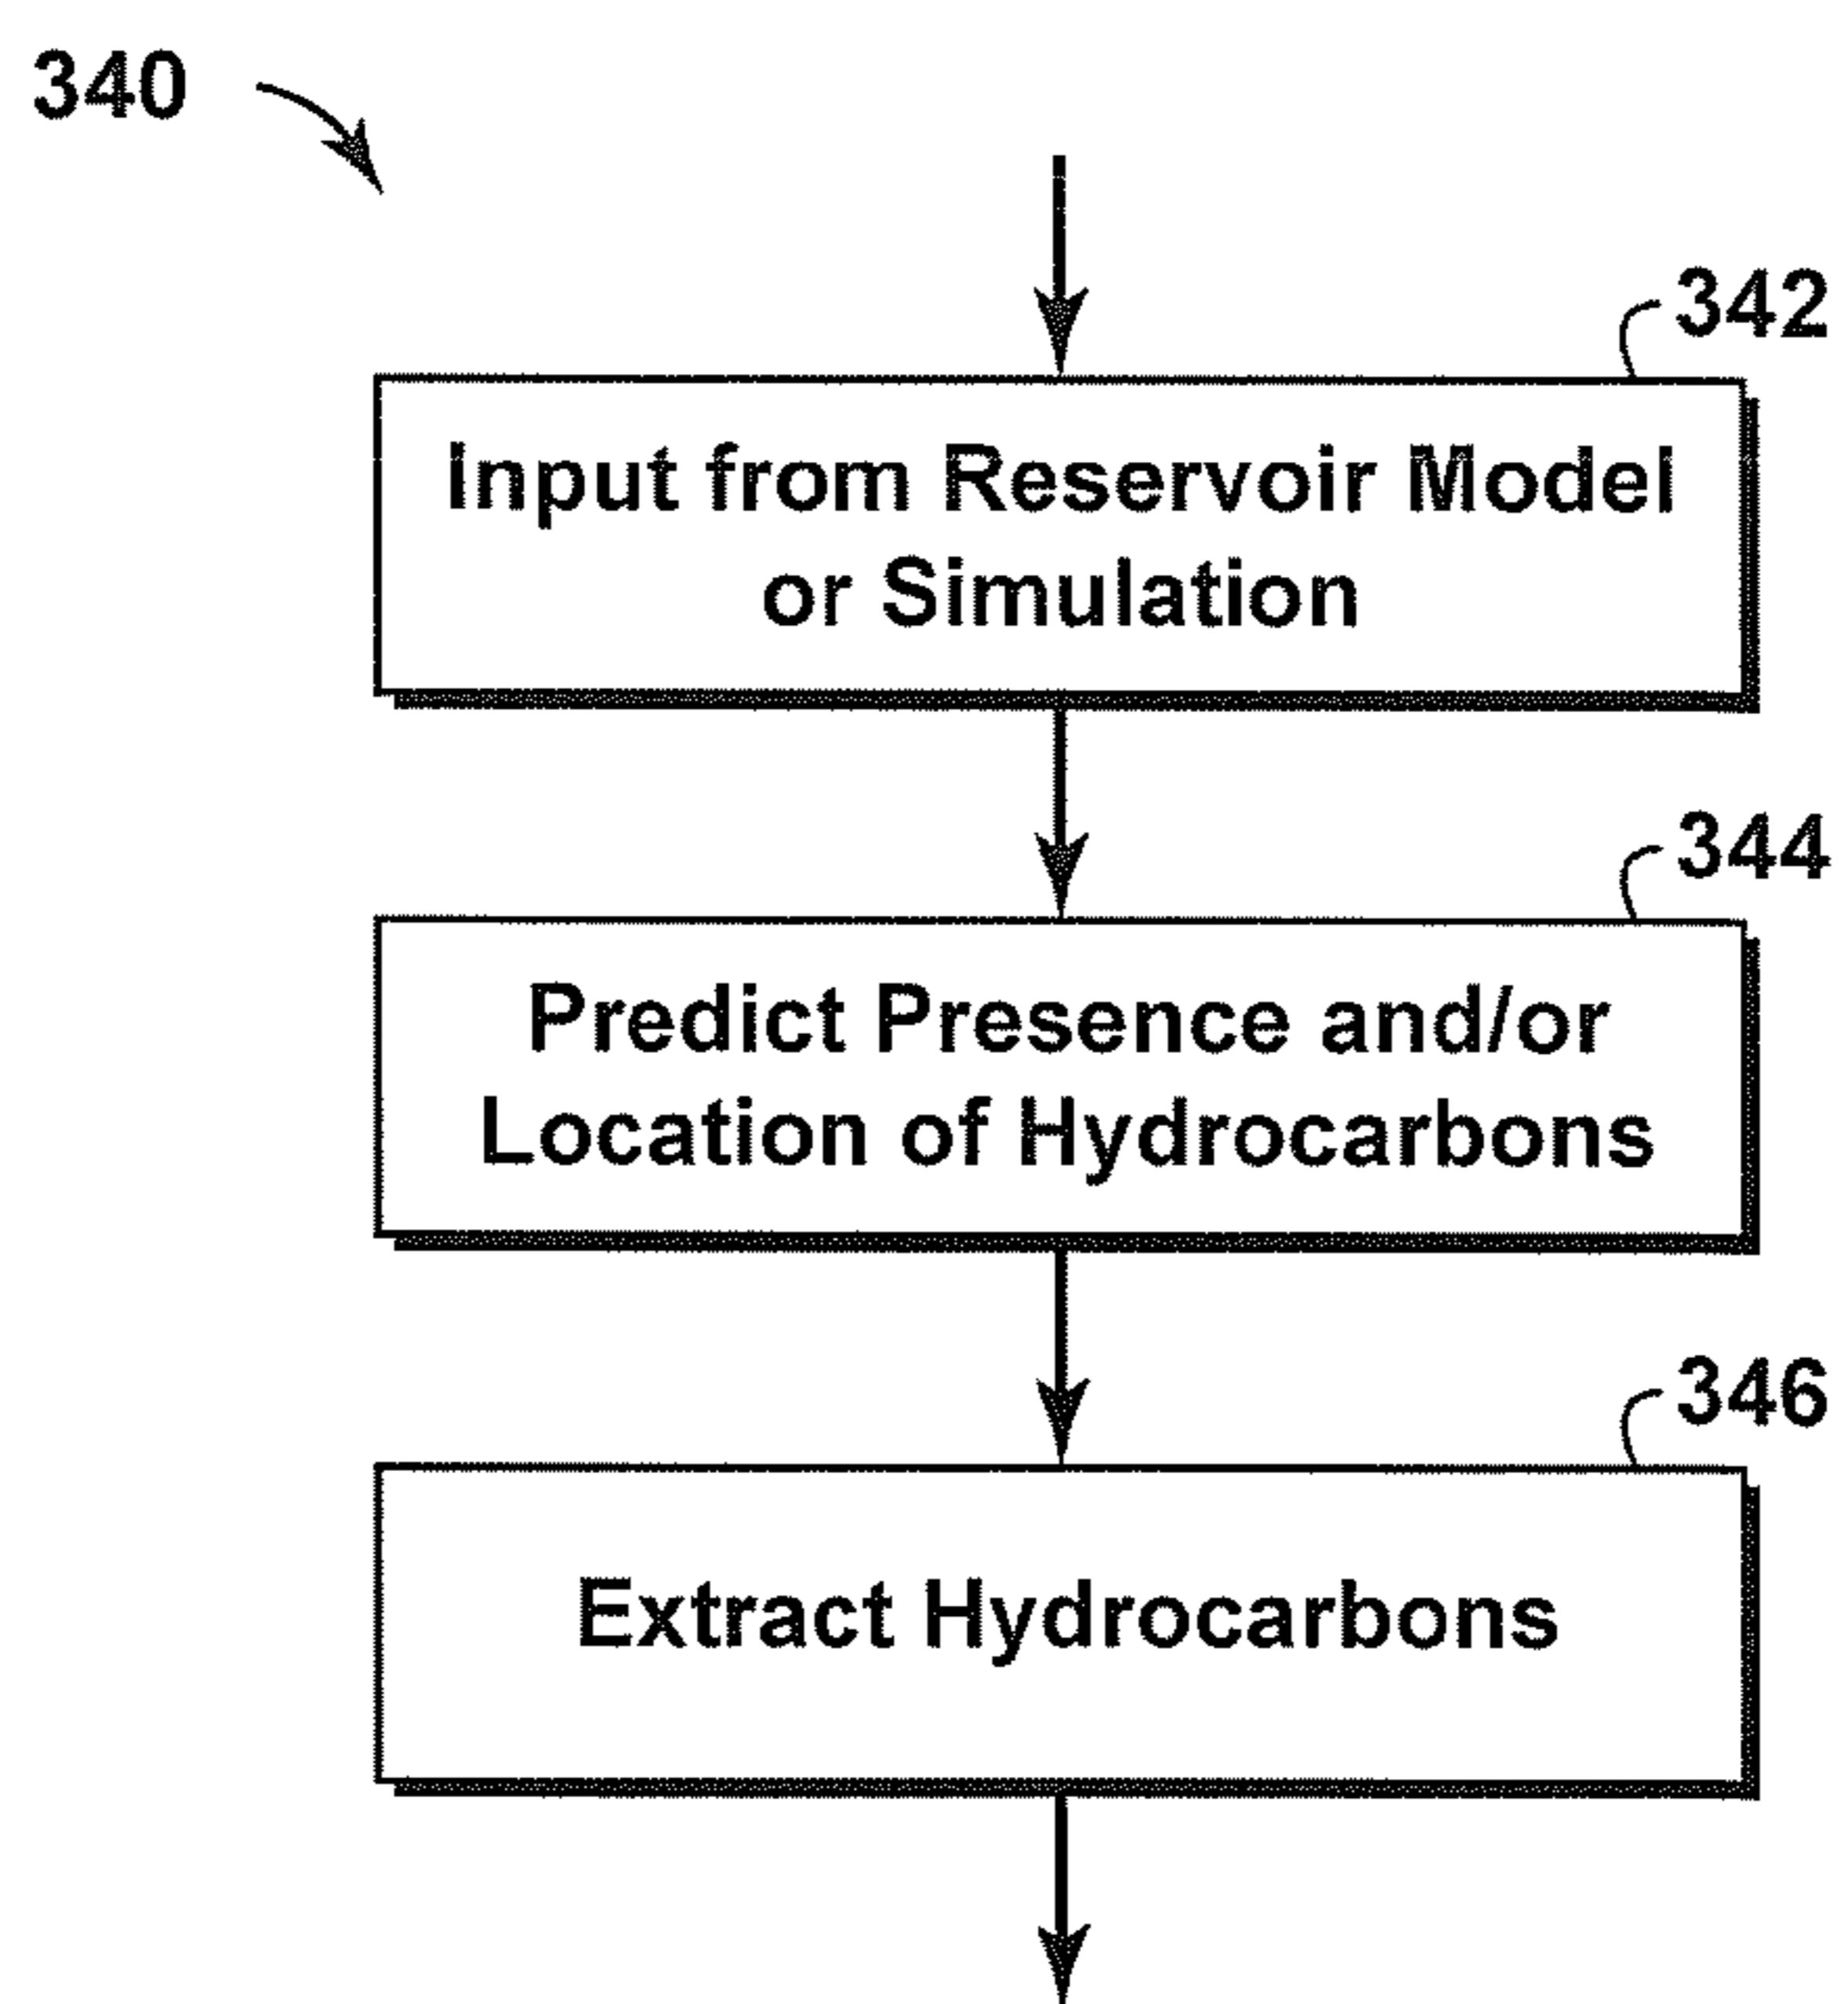 340
342
Input from Reservoir Model
or Simulation
344
Predict Presence and/or
Location of Hydrocarbons
346
Extract Hydrocarbons